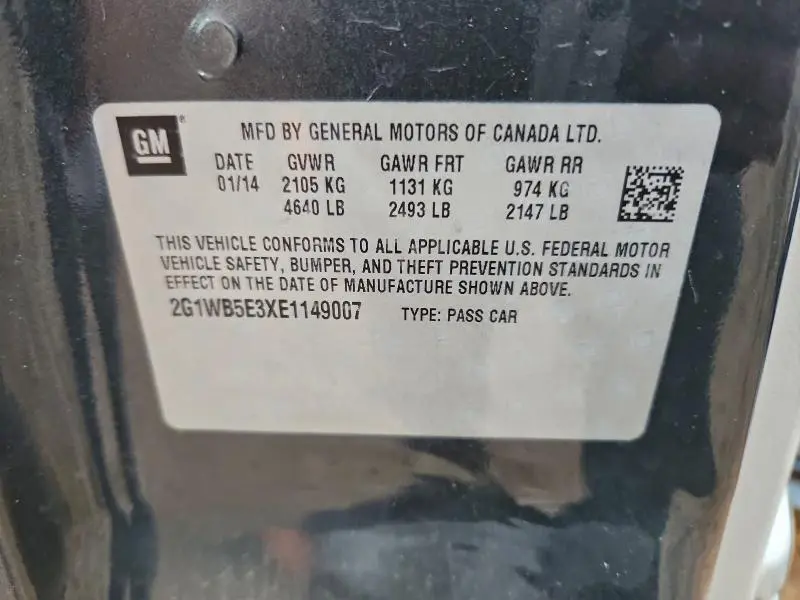 GM®
MFD BY GENERAL MOTORS OF CANADA LTD.
DATE GVWR GAWR FRT GAWR RR
01/14 2105 KG 1131 KG 974 KG
4640 LB 2493 LB 2147 LB
THIS VEHICLE CONFORMS TO ALL APPLICABLE U.S. FEDERAL MOTOR
VEHICLE SAFETY, BUMPER, AND THEFT PREVENTION STANDARDS IN
EFFECT ON THE DATE OF MANUFACTURE SHOWN ABOVE.
2G1WB5E3XE1149007 TYPE: PASS CAR